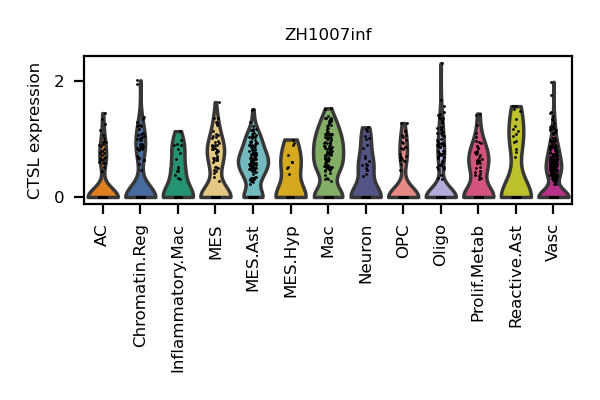 ZH1007inf
CTSL expression
2
0
AC
Chromatin.Reg
Inflammatory.Mac
MES
MES.Ast
MES.Hyp
Mac
Neuron
OPC
Oligo
Prolif.Metab
Reactive.Ast
Vasc